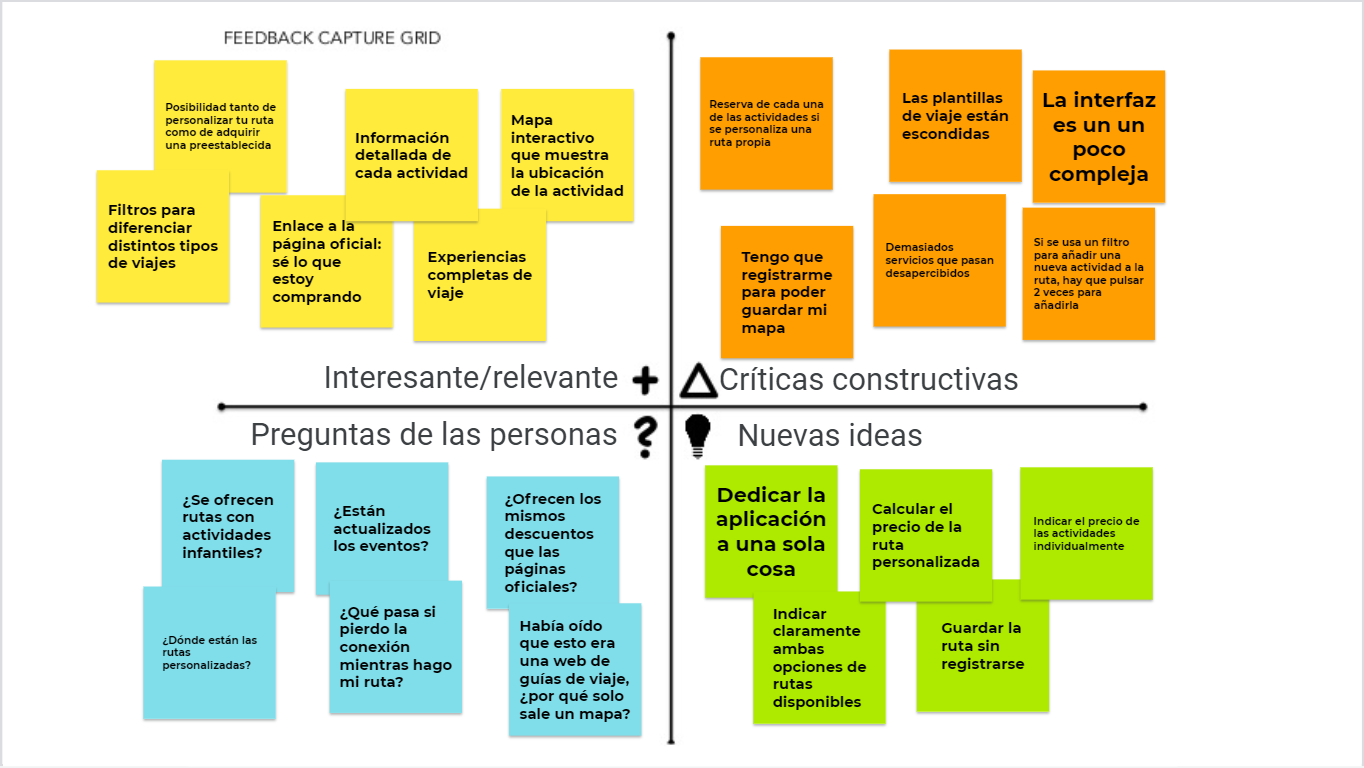 FEEDBACK CAPTURE GRID
Posibilidad tanto de
personalizar tu ruta
como de adquirir
una preestablecida
Información
detallada de
cada actividad
Mapa
interactivo
que muestra
la ubicación
de la actividad
Filtros para
diferenciar
distintos tipos
de viajes
Enlace a la
página oficial:
sé lo que
estoy
comprando
Experiencias
completas de
viaje
Interesante/relevante
Reserva de cada una
de las actividades si
se personaliza una
ruta propia
Las plantillas
de viaje están
escondidas
La interfaz
es un un
poco
compleja
Tengo que
registrarme
para poder
guardar mi
mapa
Demasiados
servicios que pasan
desapercibidos
Si se usa un filtro
para añadir una
nueva actividad a la
ruta, hay que pulsar
2 veces para
añadirla
Críticas constructivas
Preguntas de las personas
¿Se ofrecen
rutas con
actividades
infantiles?
¿Están
actualizados
los eventos?
¿Ofrecen los
mismos
descuentos
que las
páginas
oficiales?
¿Dónde están las
rutas
personalizadas?
¿Qué pasa si
pierdo la
conexión
mientras hago
mi ruta?
Había oído
que esto era
una web de
guías de viaje,
¿por qué solo
sale un mapa?
Nuevas ideas
Dedicar la
aplicación
a una sola
cosa
Calcular el
precio de la
ruta
personalizada
Indicar el precio de
las actividades
individualmente
Indicar
claramente
ambas
opciones de
rutas
disponibles
Guardar la
ruta sin
registrarse